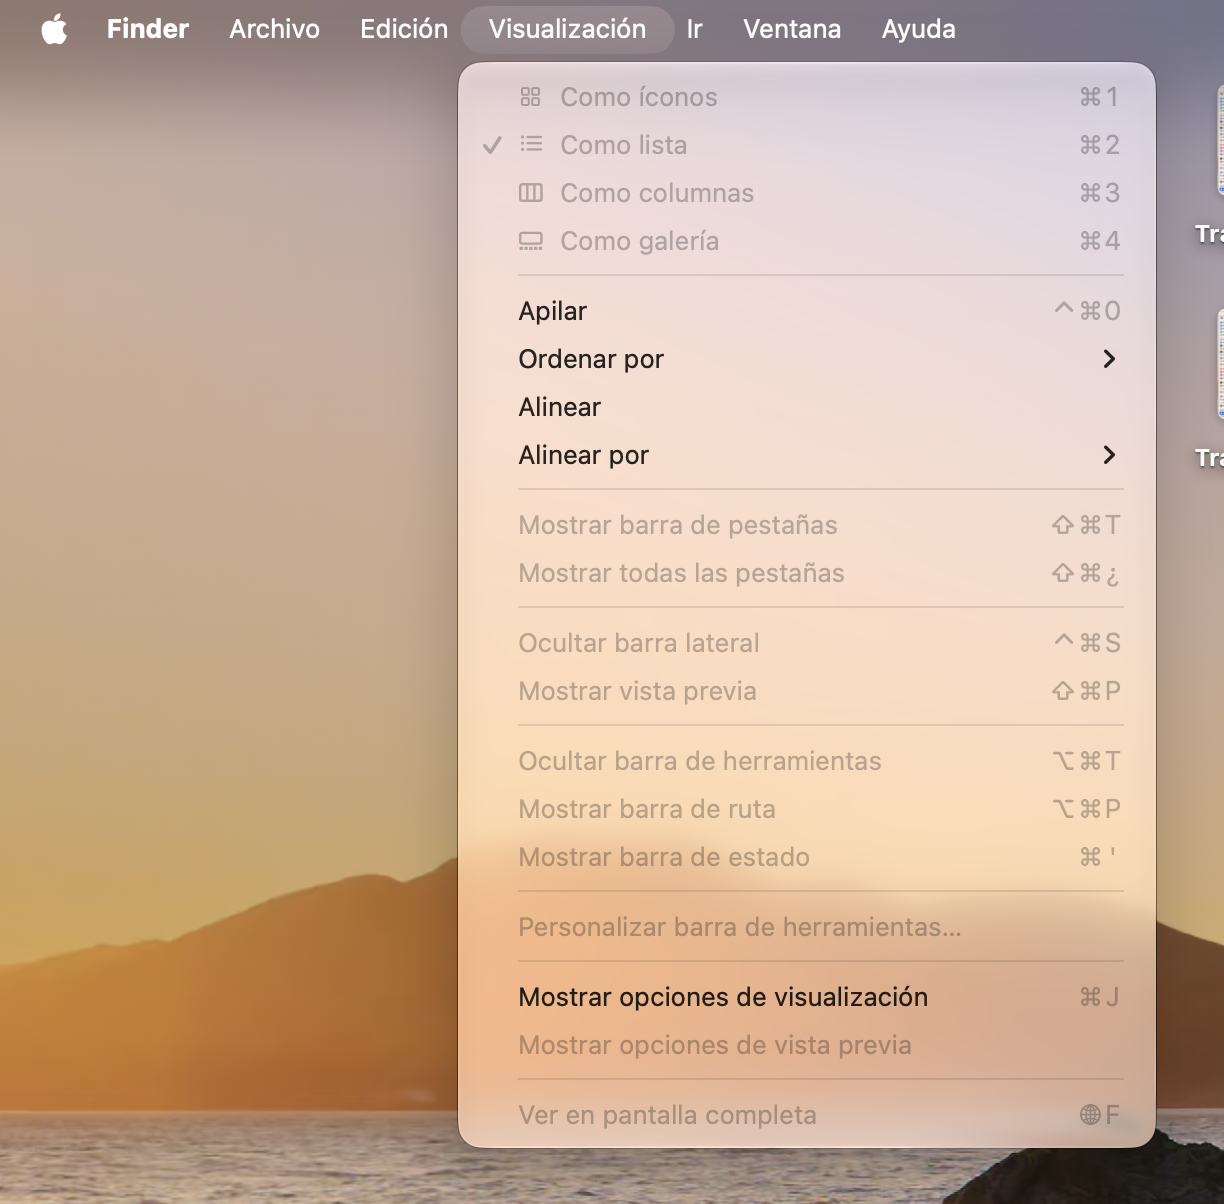 Finder Archivo Edición Visualización Ir Ventana Ayuda
Como íconos ⌘1
Como lista ⌘2
Como columnas ⌘3
Como galería ⌘4
Apilar ^⌘0
Ordenar por
Alinear
Alinear por
Mostrar barra de pestañas ⇧⌘T
Mostrar todas las pestañas ⇧⌘¿
Ocultar barra lateral ^⌘S
Mostrar vista previa ⇧⌘P
Ocultar barra de herramientas ⌥⌘T
Mostrar barra de ruta ⌥⌘P
Mostrar barra de estado ⌘'
Personalizar barra de herramientas...
Mostrar opciones de visualización ⌘J
Mostrar opciones de vista previa
Ver en pantalla completa 🌐F
Tra
Tra